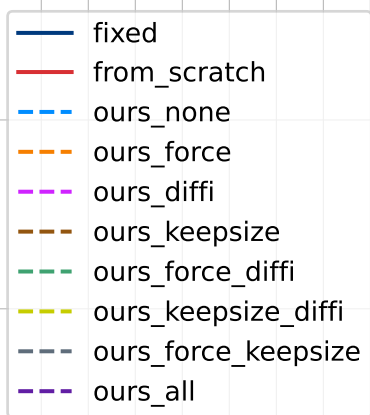 fixed
from_scratch
ours_none
ours_force
ours_diffi
ours_keepsize
ours_force_diffi
ours_keepsize_diffi
ours_force_keepsize
ours_all